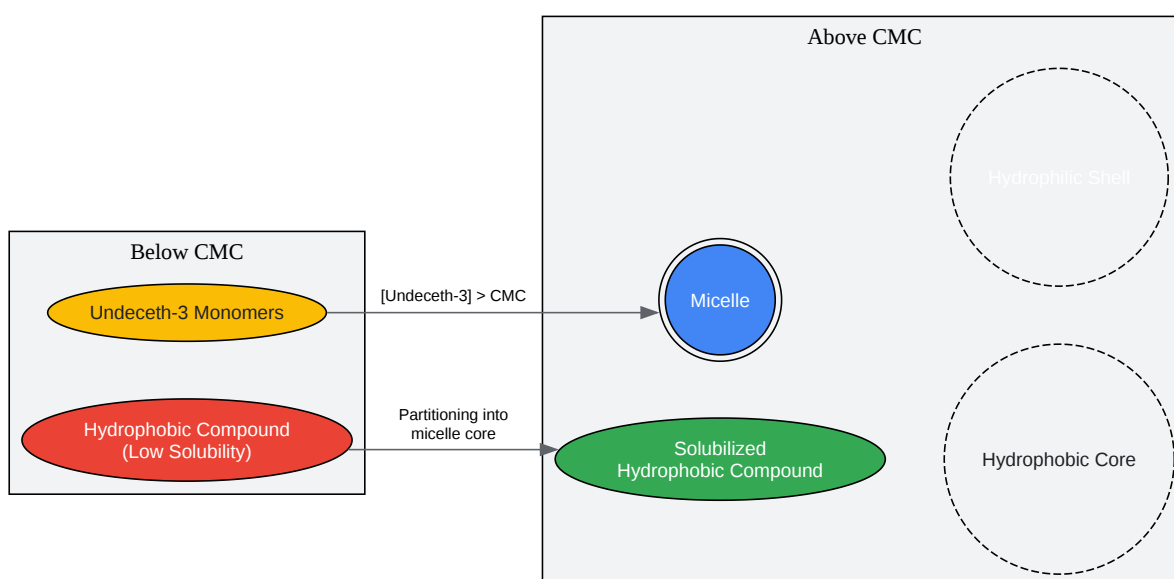 Above CMC
Hydrophilic Shell
Below CMC
Undeceth-3 Monomers
[Undeceth-3] > CMC
Micelle
Hydrophobic Compound
(Low Solubility)
Partitioning into
micelle core
Solubilized
Hydrophobic Compound
Hydrophobic Core